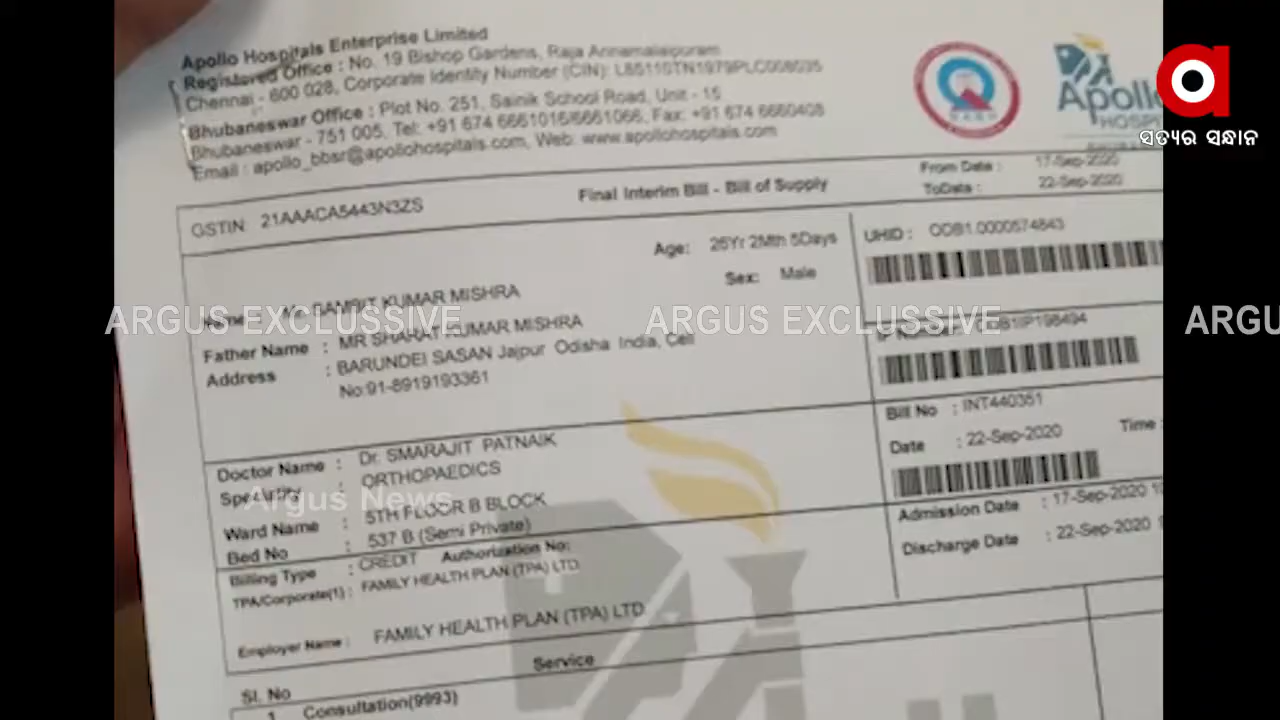 Apollo Hospitals Enterprise Limited
Registered Office : No. 19 Bishop Gardens, Raja Annamalaipuram
Chennai - 600 028, Corporate Identity Number (CIN): L85110TN1979PLC008035
Bhubaneswar Office : Plot No. 251, Sainik School Road, Unit - 15
Bhubaneswar - 751 005, Tel: +91 674 6661016/6661066, Fax: +91 674 6660408
Email : apollo_bbsr@apollohospitals.com, Web: www.apollohospitals.com
Apollo
HOSPIT
ସତ୍ୟର ସନ୍ଧାନ
GSTIN 21AAACA5443N3ZS
Final Interim Bill - Bill of Supply
From Date : 17-Sep-2020
ToDate : 22-Sep-2020
Age: 26Yr 2Mth 5Days
Sex: Male
UHID : OOB1.0000574843
Name : Mr SAMBIT KUMAR MISHRA
Father Name : MR SHARAT KUMAR MISHRA
Address : BARUNDEI SASAN Jajpur Odisha India, Cell
No:91-8919193361
ARGUS EXCLUSSIVE ARGUS EXCLUSSIVE ARGU
Bill No : INT440351
Date : 22-Sep-2020 Time :
Doctor Name : Dr. SMARAJIT PATNAIK
Speciality : ORTHOPAEDICS
Argus News
Ward Name : 5TH FLOOR B BLOCK
Bed No : 537 B (Semi Private)
Admission Date : 17-Sep-2020
Discharge Date : 22-Sep-2020
Billing Type : CREDIT Authorization No:
TPA/Corporate(1) : FAMILY HEALTH PLAN (TPA) LTD
Employer Name : FAMILY HEALTH PLAN (TPA) LTD
Sl. No Service
1 Consultation(9993)